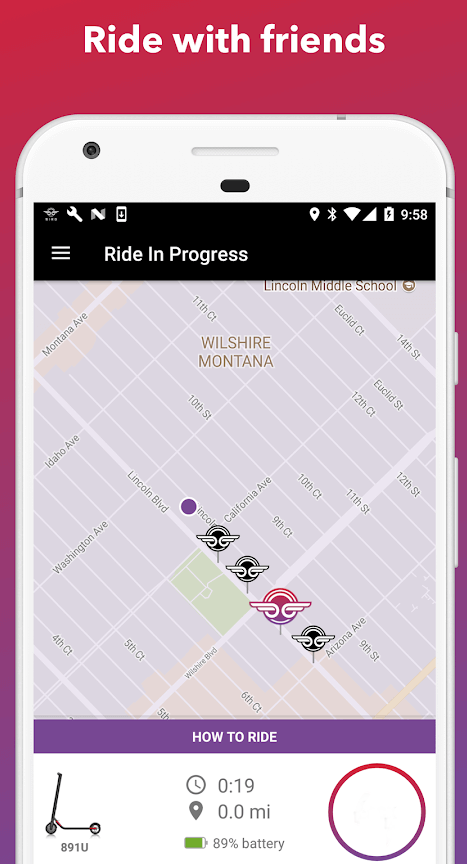 Ride with friends
BIRD
9:58
Ride In Progress
Lincoln Middle School
11th Ct
Euclid Ct
Montana Ave
14th Ct
WILSHIRE
MONTANA
Euclid St
12th Ct
10th St
Idaho Ave
12th St
Lincoln Blvd
California Ave
10th Ct
11th St
Lincoln
9th Ct
Washington Ave
Arizona Ave
4th Ct
5th Ct
9th St
Wilshire Blvd
6th Ct
5th
HOW TO RIDE
0:19
0.0 mi
891U
89% battery